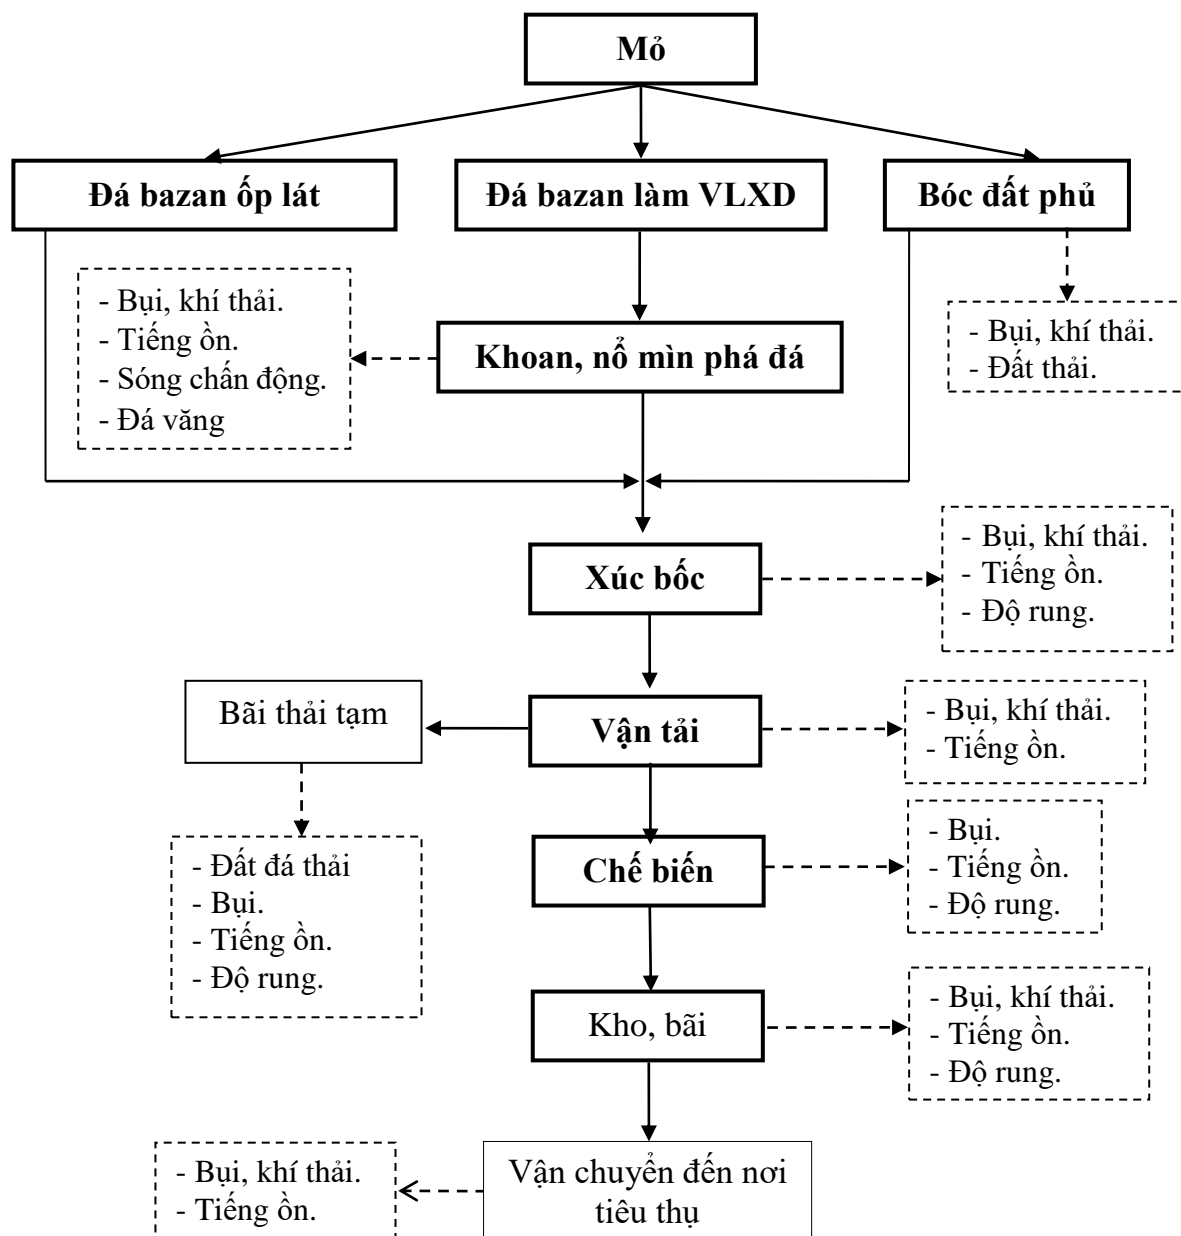 Mỏ
Đá bazan ốp lát
Đá bazan làm VLXD
Bóc đất phủ
- Bụi, khí thải.
- Tiếng ồn.
- Sóng chấn động.
- Đá văng
Khoan, nổ mìn phá đá
- Bụi, khí thải.
- Đất thải.
Xúc bốc
- Bụi, khí thải.
- Tiếng ồn.
- Độ rung.
Bãi thải tạm
Vận tải
- Bụi, khí thải.
- Tiếng ồn.
- Đất đá thải
- Bụi.
- Tiếng ồn.
- Độ rung.
Chế biến
- Bụi.
- Tiếng ồn.
- Độ rung.
Kho, bãi
- Bụi, khí thải.
- Tiếng ồn.
- Độ rung.
- Bụi, khí thải.
- Tiếng ồn.
Vận chuyển đến nơi
tiêu thụ